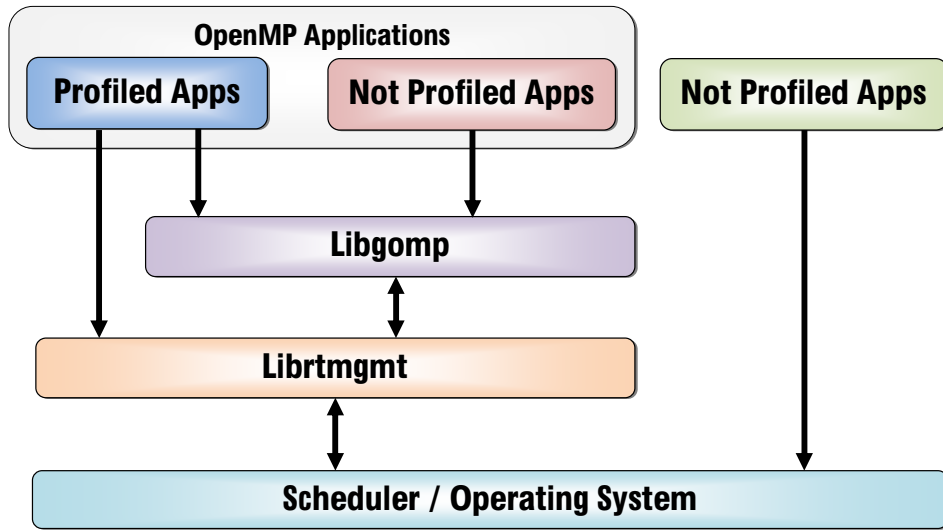 OpenMP Applications
Profiled Apps
Not Profiled Apps
Not Profiled Apps
Libgomp
Librtmgmt
Scheduler / Operating System